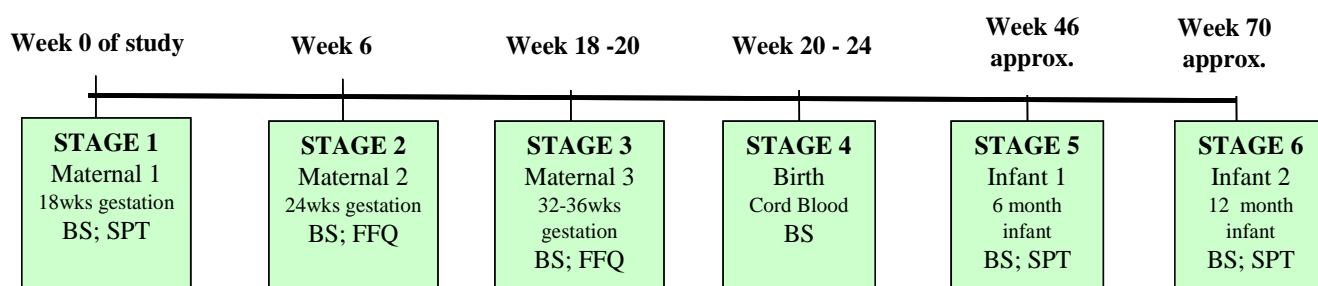 Week 0 of study
Week 6
Week 18 -20
Week 20 - 24
Week 46
approx.
Week 70
approx.
STAGE 1
Maternal 1
18wks gestation
BS; SPT
STAGE 2
Maternal 2
24wks gestation
BS; FFQ
STAGE 3
Maternal 3
32-36wks
gestation
BS; FFQ
STAGE 4
Birth
Cord Blood
BS
STAGE 5
Infant 1
6 month
infant
BS; SPT
STAGE 6
Infant 2
12 month
infant
BS; SPT